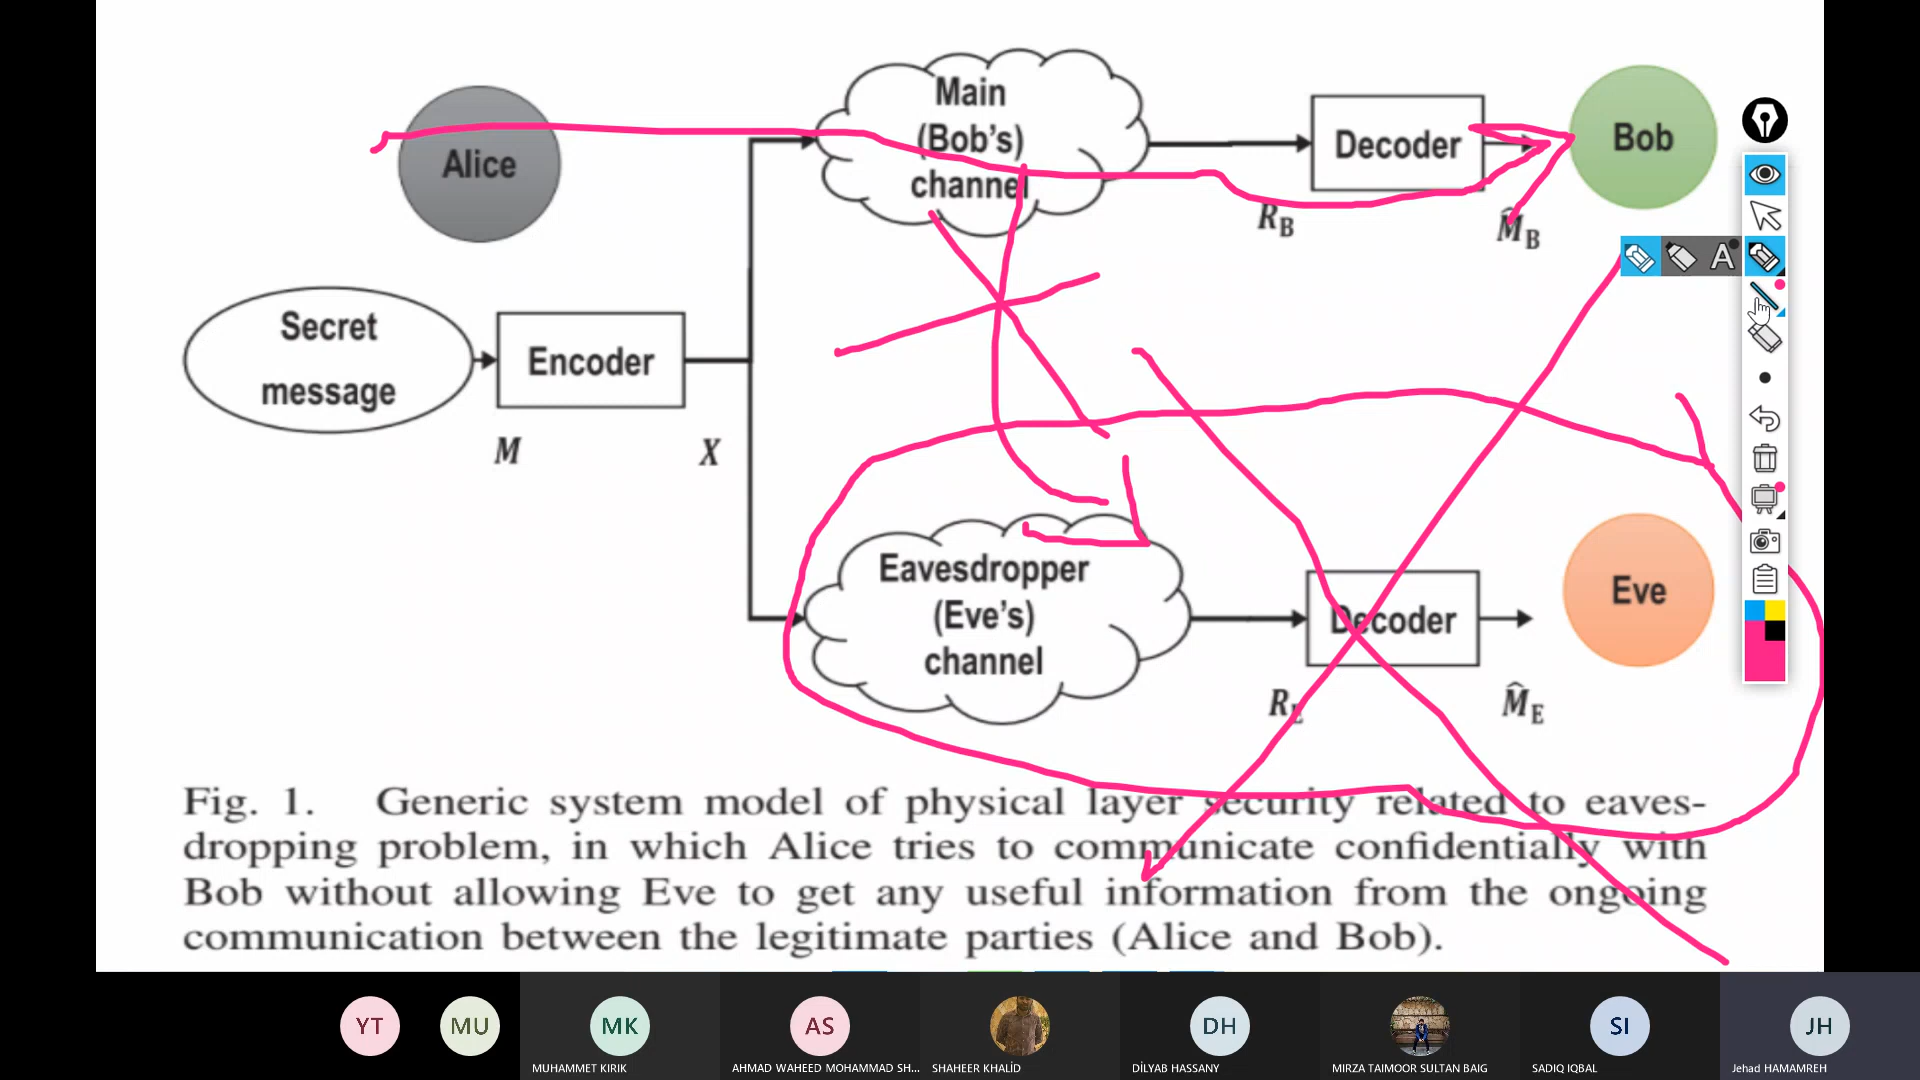 Main
(Bob's)
channel
Alice
Decoder
Bob
R_B
M̂_B
A
Secret
message
Encoder
M
X
Eavesdropper
(Eve's)
channel
Decoder
Eve
R_E
M̂_E
Fig. 1. Generic system model of physical layer security related to eaves-
dropping problem, in which Alice tries to communicate confidentially with
Bob without allowing Eve to get any useful information from the ongoing
communication between the legitimate parties (Alice and Bob).
YT
MU
MK
AS
DH
SI
JH
MUHAMMET KIRIK
AHMAD WAHEED MOHAMMAD SH...
SHAHEER KHALİD
DİLYAB HASSANY
MIRZA TAIMOOR SULTAN BAIG
SADIQ IQBAL
Jehad HAMAMREH